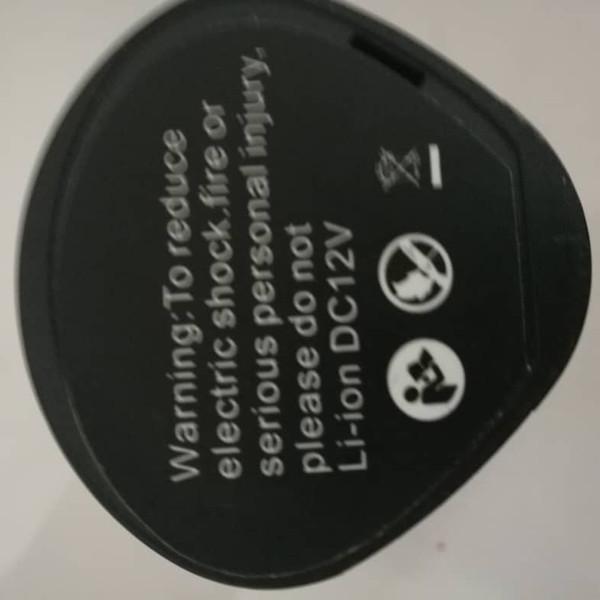 Warning:To reduce
electric shock.fire or
serious personal injury,
please do not
Li-ion DC12V